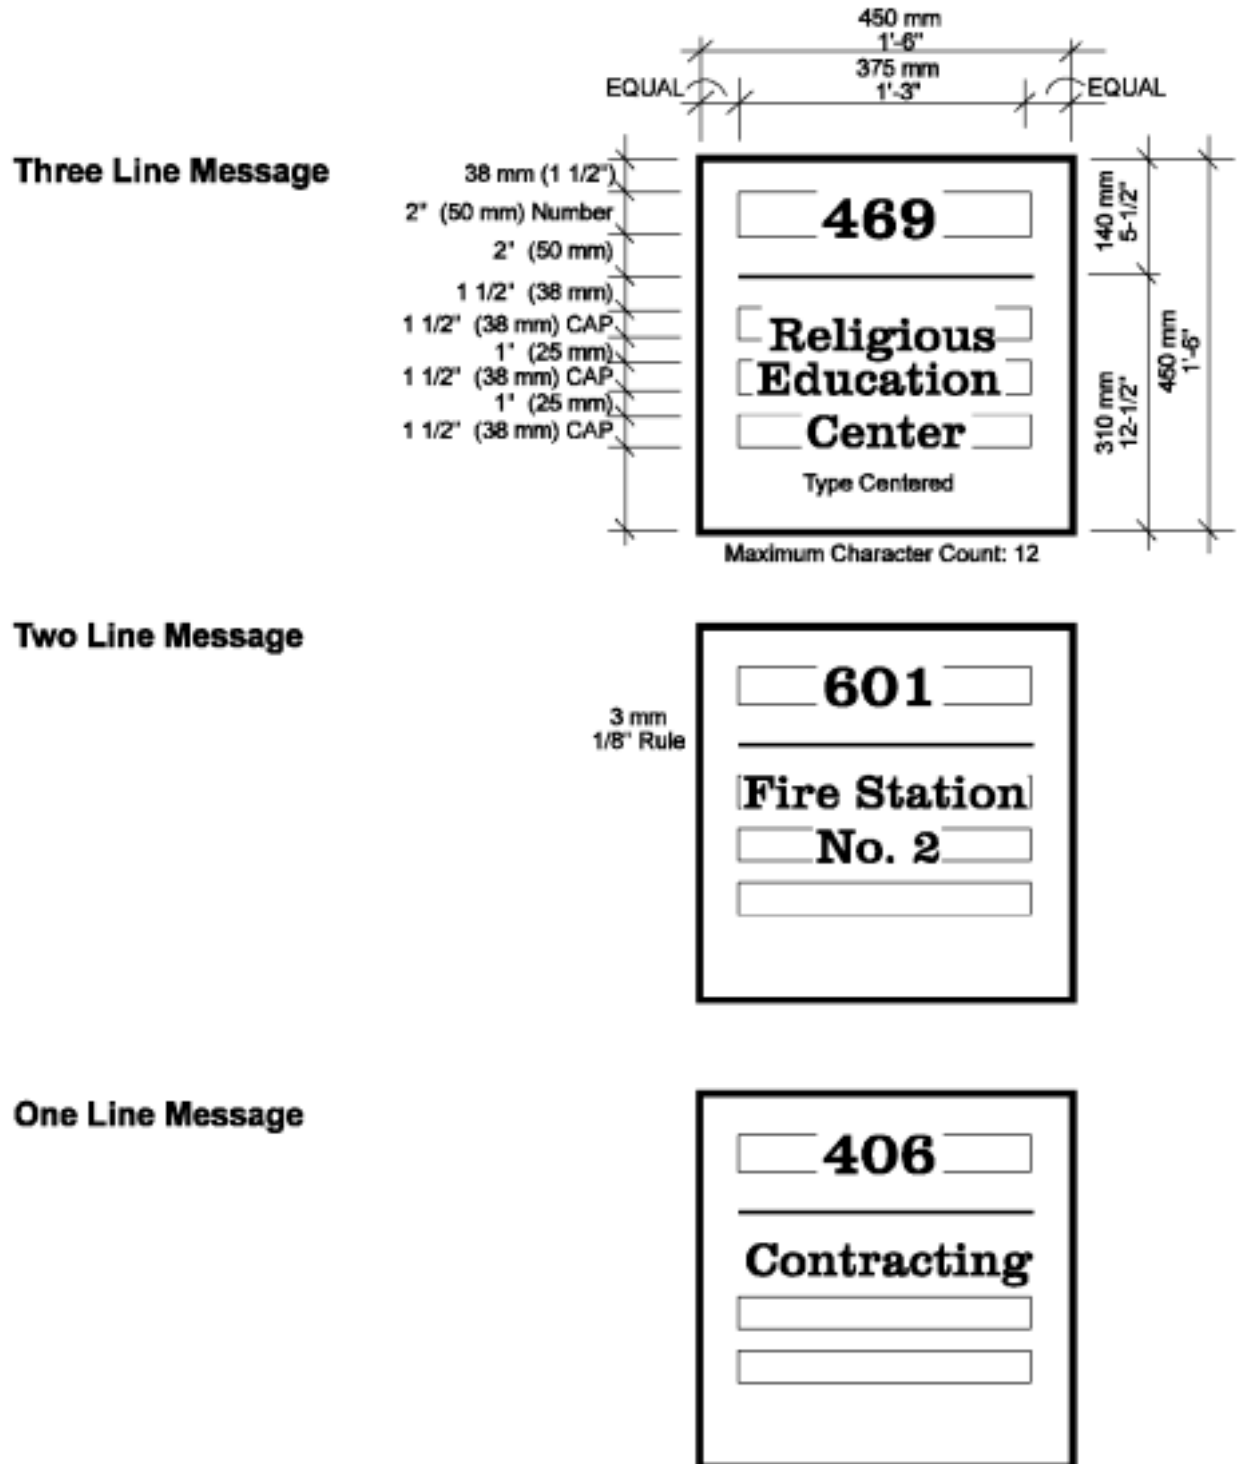 450 mm
1'-6"
375 mm
1'-3"
EQUAL
EQUAL
Three Line Message
38 mm (1 1/2")
2" (50 mm) Number
2" (50 mm)
1 1/2" (38 mm)
1 1/2" (38 mm) CAP
1" (25 mm)
1 1/2" (38 mm) CAP
1" (25 mm)
1 1/2" (38 mm) CAP
469
Religious
Education
Center
Type Centered
140 mm
5-1/2"
310 mm
12-1/2"
450 mm
1'-6"
Maximum Character Count: 12
Two Line Message
3 mm
1/8" Rule
601
Fire Station
No. 2
One Line Message
406
Contracting